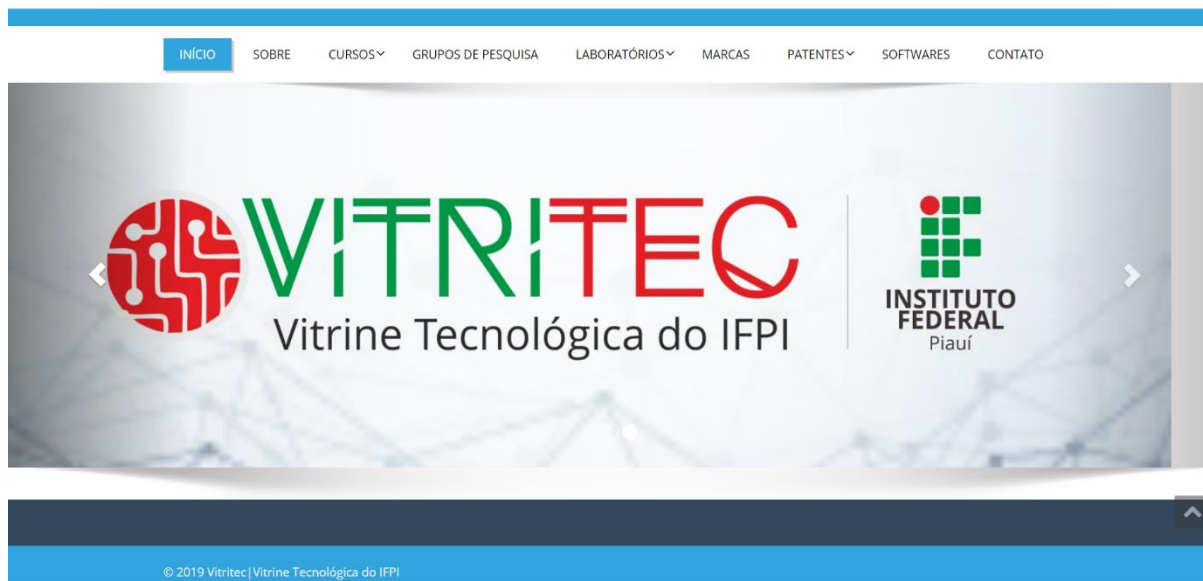 INÍCIO SOBRE CURSOS GRUPOS DE PESQUISA LABORATÓRIOS MARCAS PATENTES SOFTWARES CONTATO
VITRITEC
Vitrine Tecnológica do IFPI
INSTITUTO
FEDERAL
Piauí
© 2019 Vitritec|Vitrine Tecnológica do IFPI